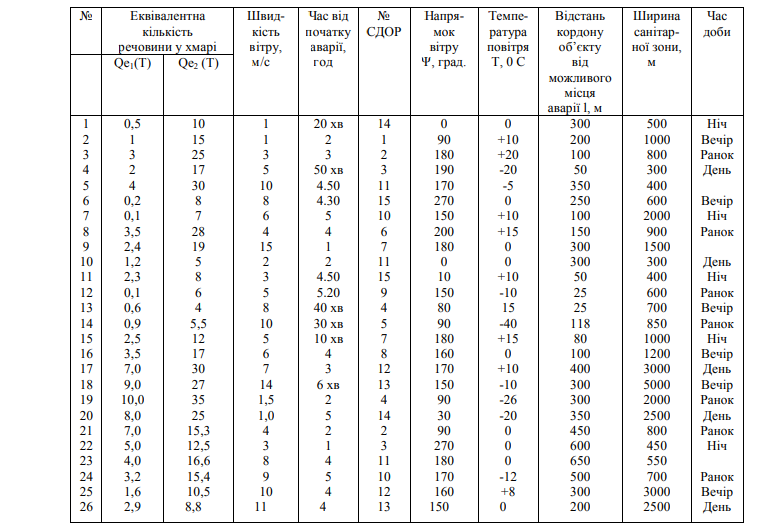 № Еквівалентна Швид- Час від № Напря- Темпе- Відстань Ширина Час
кількість кість початку СДОР мок ратура кордону санітар- доби
речовини у хмарі вітру, аварії, вітру повітря об’єкту ної зони,
Qe₁(Т) Qe₂ (Т) м/с год Ψ, град. Т, 0 С від м
можливого
місця
аварії l, м
1 0,5 10 1 20 хв 14 0 0 300 500 Ніч
2 1 15 1 2 1 90 +10 200 1000 Вечір
3 3 25 3 3 2 180 +20 100 800 Ранок
4 2 17 5 50 хв 3 190 -20 50 300 День
5 4 30 10 4.50 11 170 -5 350 400
6 0,2 8 8 4.30 15 270 0 250 600 Вечір
7 0,1 7 6 5 10 150 +10 100 2000 Ніч
8 3,5 28 4 4 6 200 +15 150 900 Ранок
9 2,4 19 15 1 7 180 0 300 1500
10 1,2 5 2 2 11 0 0 300 300 День
11 2,3 8 3 4.50 15 10 +10 50 400 Ніч
12 0,1 6 5 5.20 9 150 -10 25 600 Ранок
13 0,6 4 8 40 хв 4 80 15 25 700 Вечір
14 0,9 5,5 10 30 хв 5 90 -40 118 850 Ранок
15 2,5 12 5 10 хв 7 180 +15 80 1000 Ніч
16 3,5 17 6 4 8 160 0 100 1200 Вечір
17 7,0 30 7 3 12 170 +10 400 3000 День
18 9,0 27 14 6 хв 13 150 -10 300 5000 Вечір
19 10,0 35 1,5 2 4 90 -26 300 2000 Ранок
20 8,0 25 1,0 5 14 30 -20 350 2500 День
21 7,0 15,3 4 2 2 90 0 450 800 Ранок
22 5,0 12,5 3 1 3 270 0 600 450 Ніч
23 4,0 16,6 8 4 11 180 0 650 550
24 3,2 15,4 9 5 10 170 -12 500 700 Ранок
25 1,6 10,5 10 4 12 160 +8 300 3000 Вечір
26 2,9 8,8 11 4 13 150 0 200 2500 День